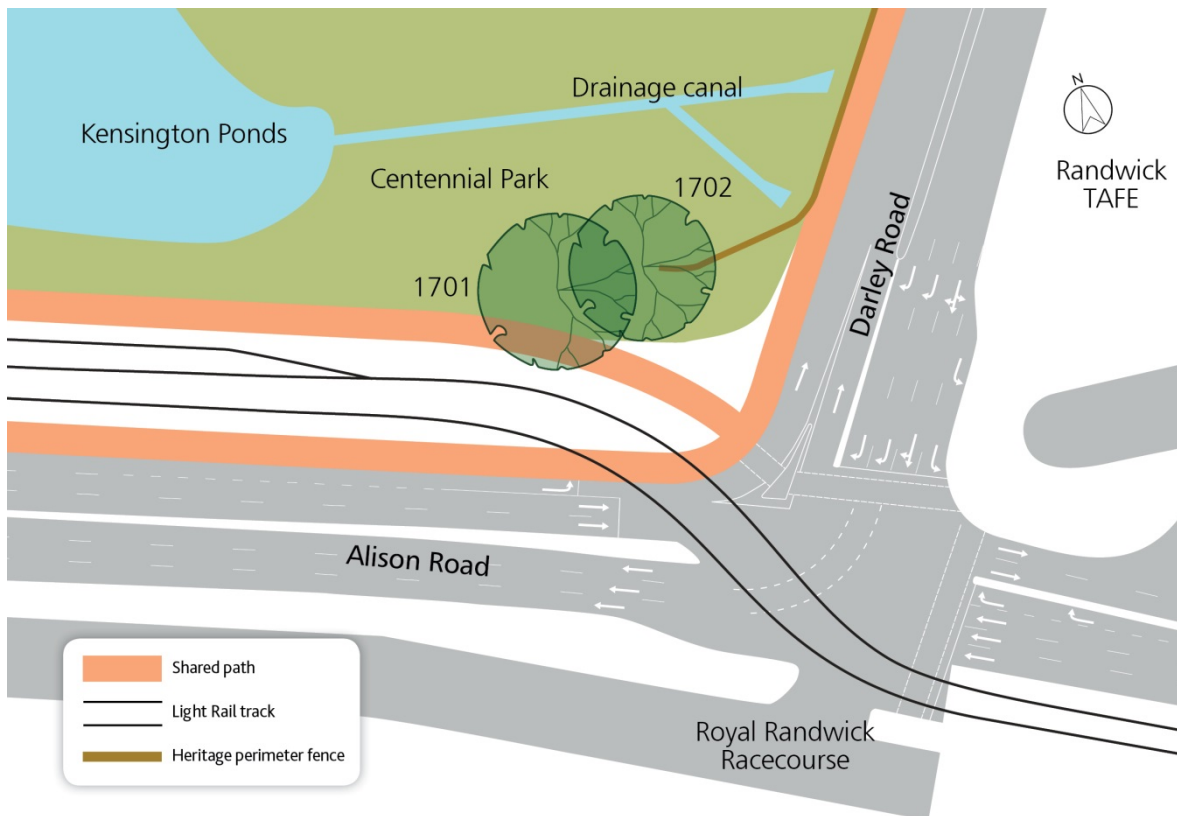 Drainage canal
N
Kensington Ponds
Randwick
TAFE
Centennial Park
1702
1701
Darley Road
Alison Road
Shared path
Light Rail track
Heritage perimeter fence
Royal Randwick
Racecourse